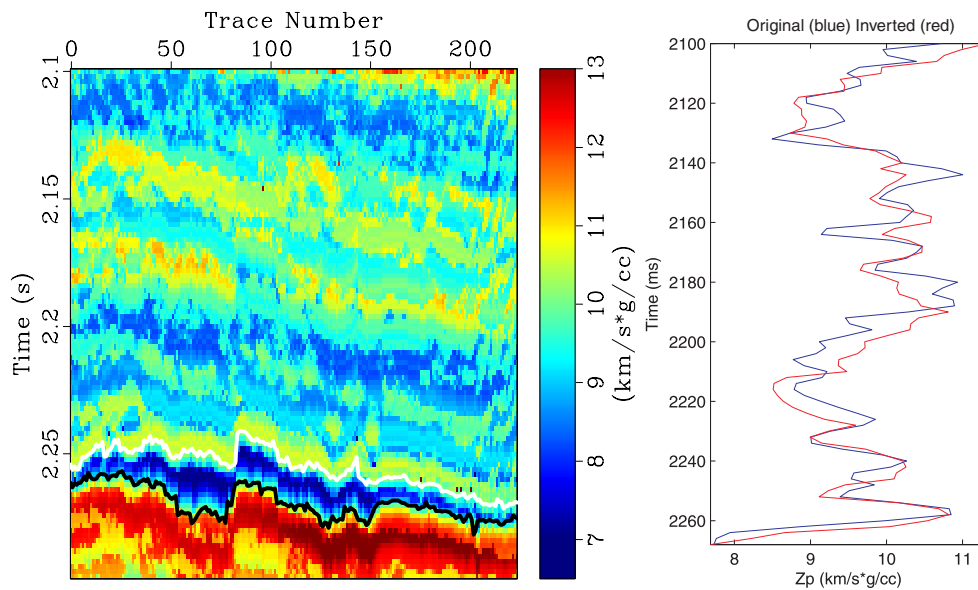 Trace Number
0 50 100 150 200
2.1
2.15
2.2
2.25
Time (s)
13
12
11
10
9
8
7
(km/s*g/cc)
Original (blue) Inverted (red)
2100
2120
2140
2160
2180
2200
2220
2240
2260
Time (ms)
8 9 10 11
Zp (km/s*g/cc)